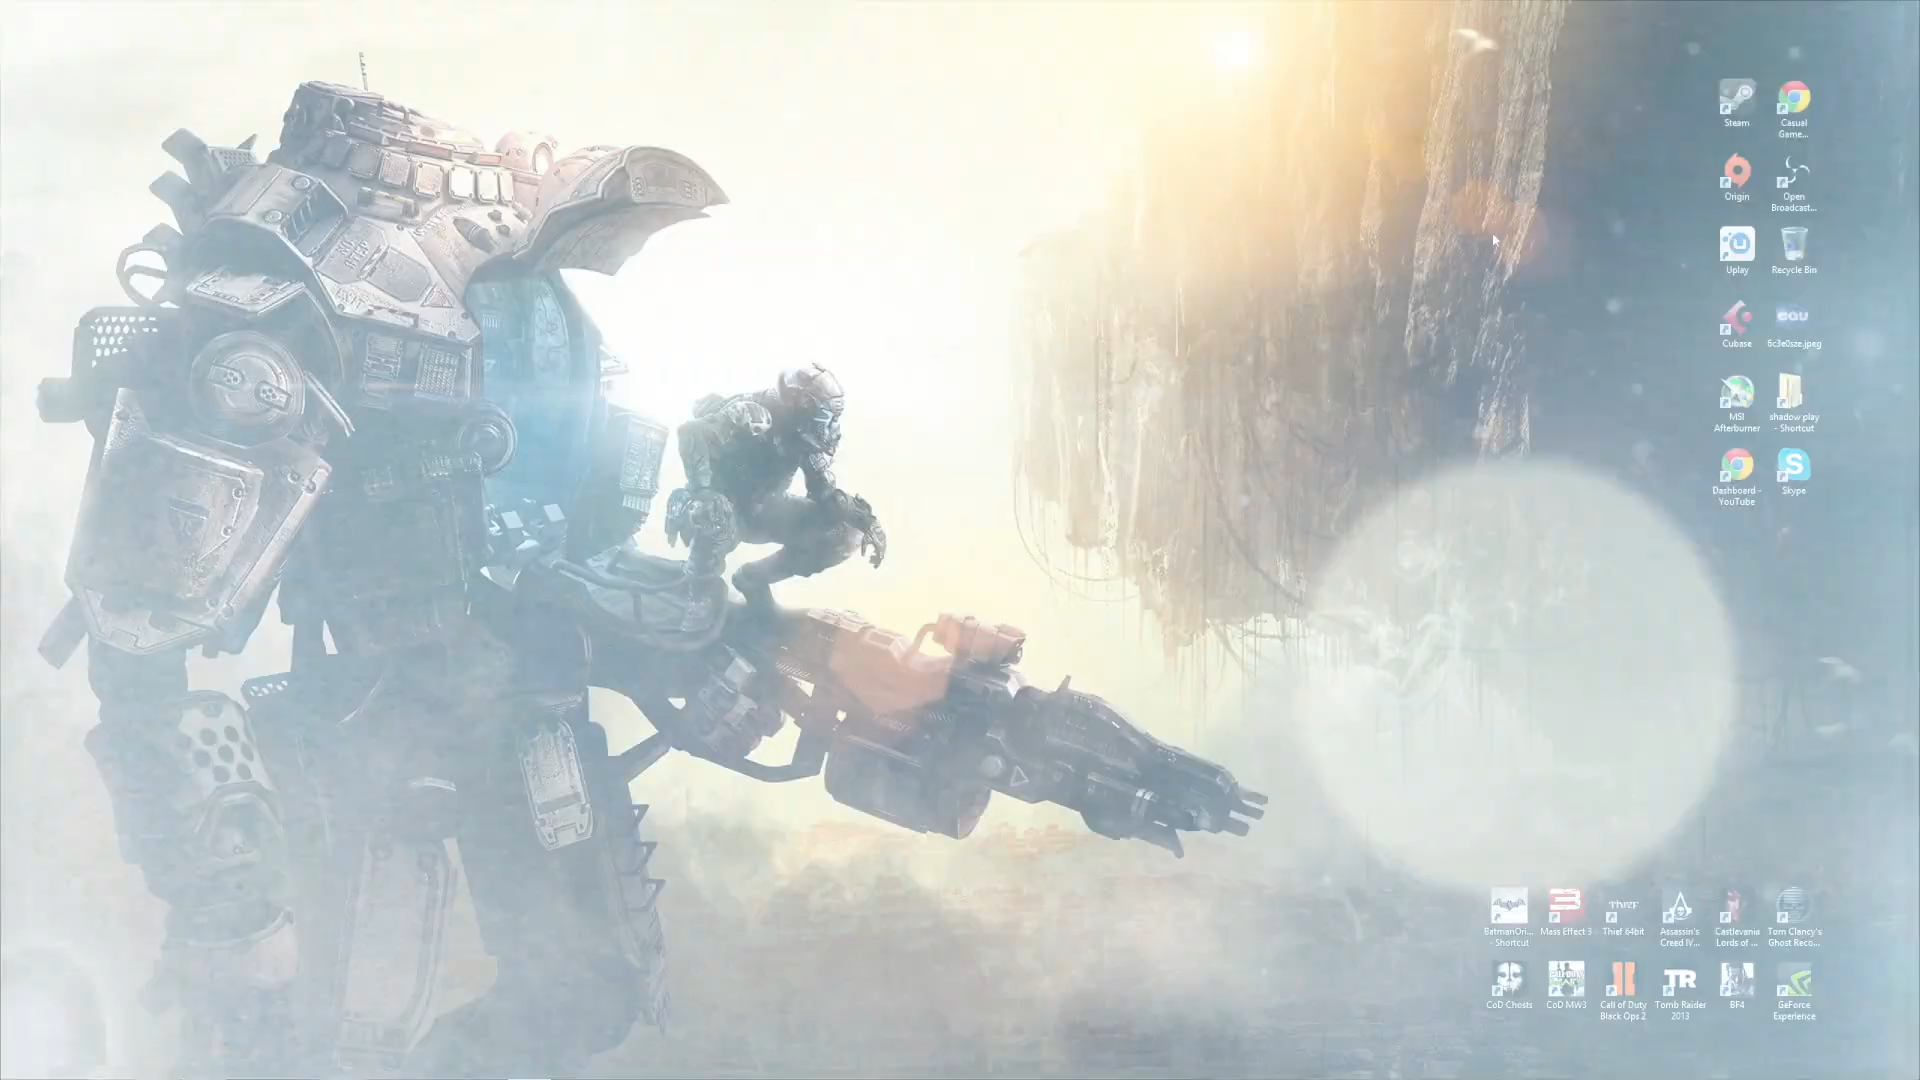 Steam
Casual
Game...
Origin
Open
Broadcast...
Uplay
Recycle Bin
Cubase
6c3e0sze.jpeg
MSI
Afterburner
shadow play
- Shortcut
Dashboard -
YouTube
Skype
BatmanOri...
- Shortcut
Mass Effect 3
THIEF
Thief 64bit
Assassin's
Creed IV...
Castlevania
Lords of ...
Tom Clancy's
Ghost Reco...
CoD Ghosts
CoD MW3
Call of Duty
Black Ops 2
TR
Tomb Raider
2013
BF4
GeForce
Experience